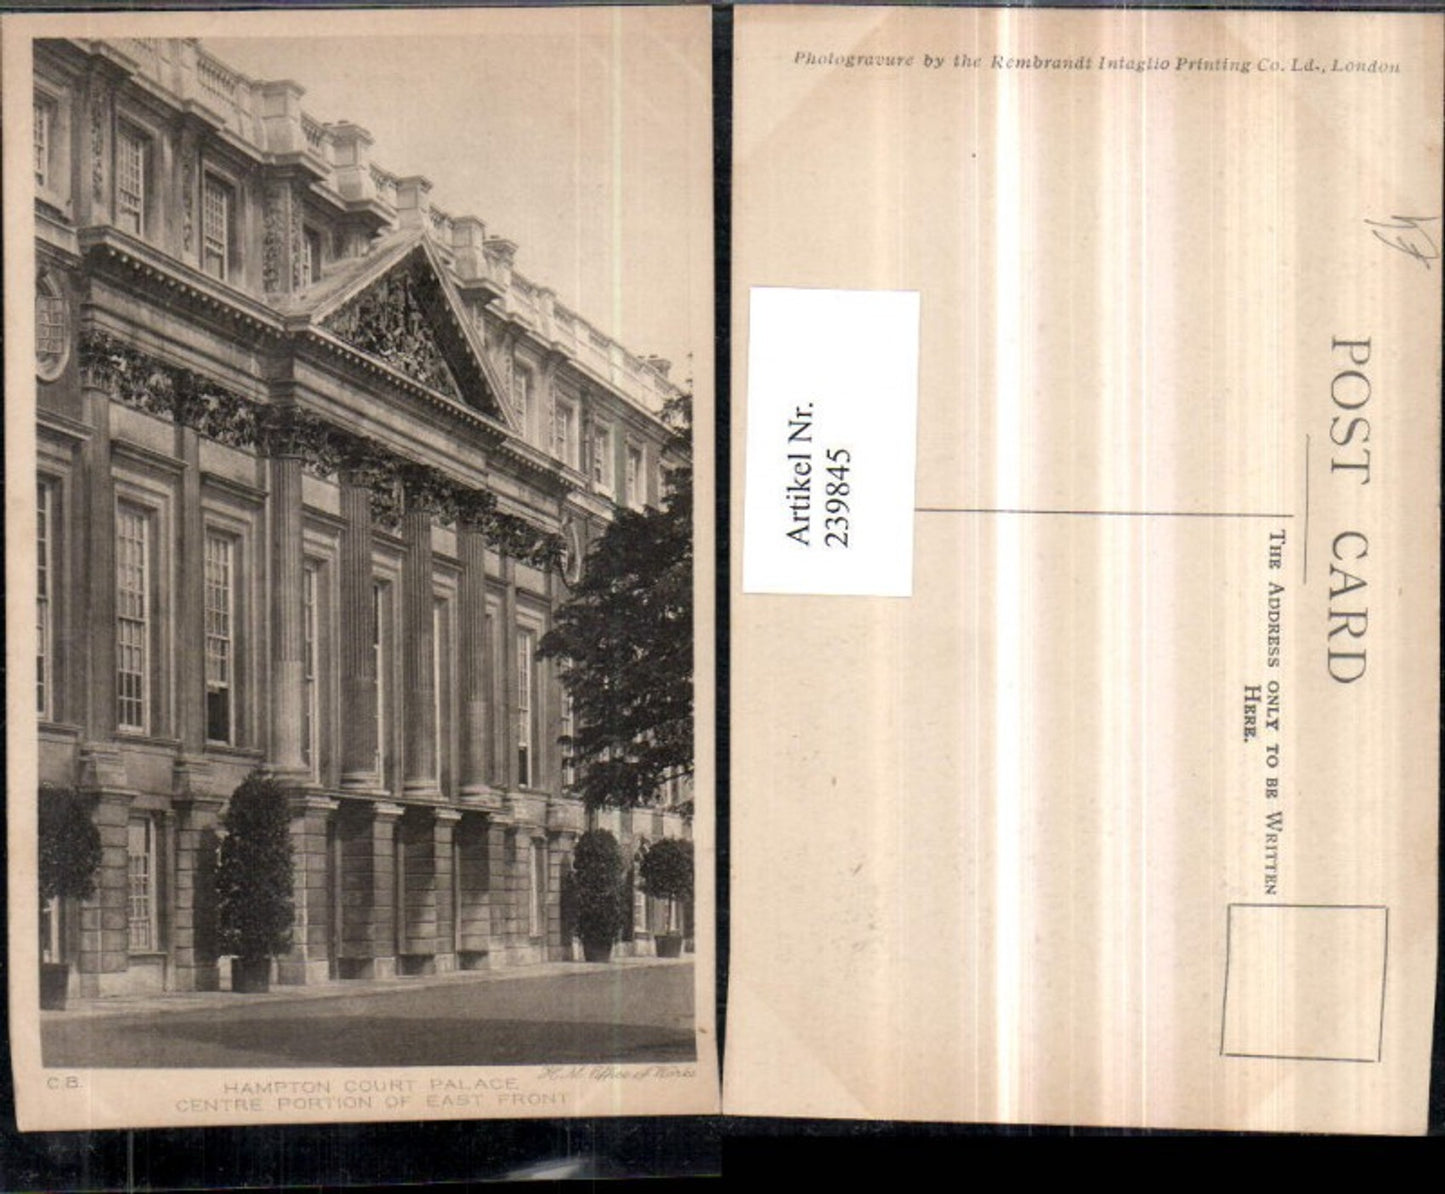 C.B.
H.M. Office of Works
HAMPTON COURT PALACE
CENTRE PORTION OF EAST FRONT
Photogravure by the Rembrandt Intaglio Printing Co. Ld., London
Artikel Nr.
239845
POST CARD
THE ADDRESS ONLY TO BE WRITTEN
HERE.